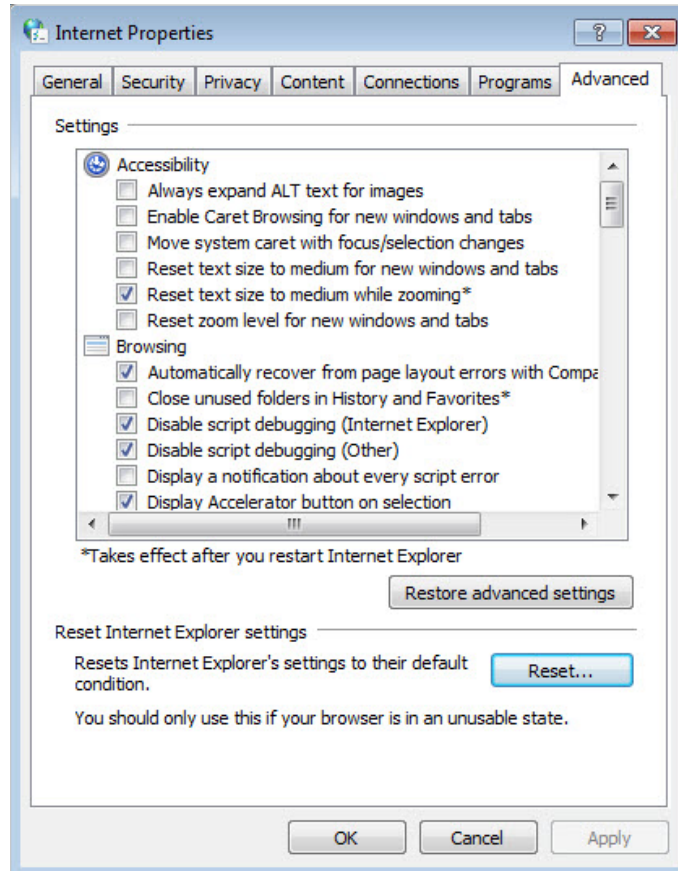 Internet Properties
General Security Privacy Content Connections Programs Advanced
Settings
Accessibility
Always expand ALT text for images
Enable Caret Browsing for new windows and tabs
Move system caret with focus/selection changes
Reset text size to medium for new windows and tabs
Reset text size to medium while zooming*
Reset zoom level for new windows and tabs
Browsing
Automatically recover from page layout errors with Compa
Close unused folders in History and Favorites*
Disable script debugging (Internet Explorer)
Disable script debugging (Other)
Display a notification about every script error
Display Accelerator button on selection
*Takes effect after you restart Internet Explorer
Restore advanced settings
Reset Internet Explorer settings
Resets Internet Explorer's settings to their default
condition.
Reset...
You should only use this if your browser is in an unusable state.
OK Cancel Apply